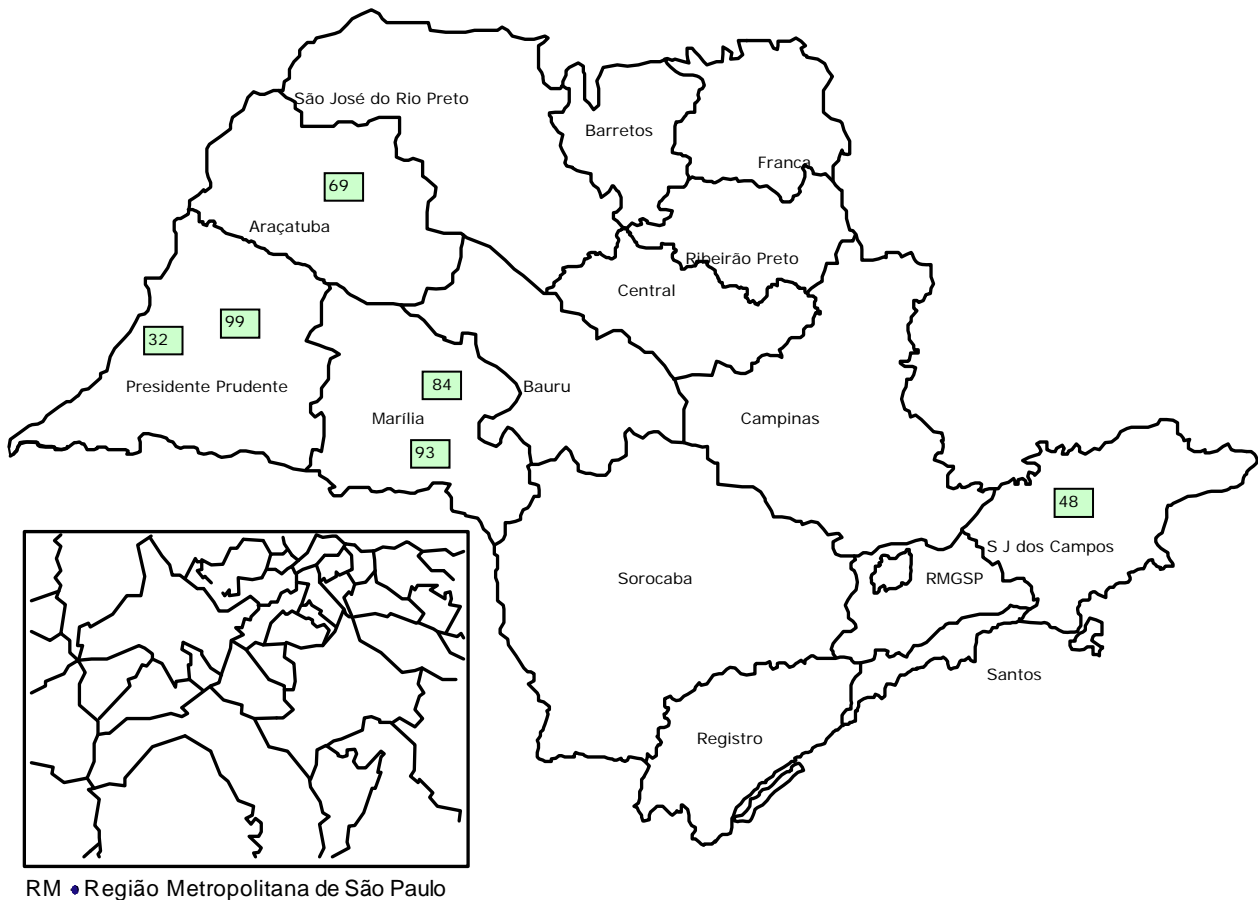 São José do Rio Preto
Barretos
Franca
69
Araçatuba
Ribeirão Preto
Central
99
32
Presidente Prudente
84
Bauru
Marília
Campinas
93
48
S J dos Campos
Sorocaba
RMGSP
Santos
Registro
RM • Região Metropolitana de São Paulo